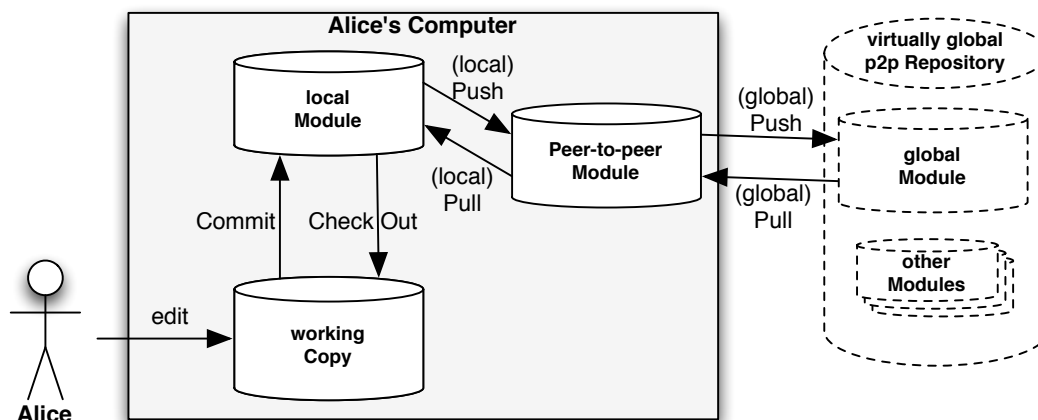 Alice's Computer
virtually global
p2p Repository
local
Module
(local)
Push
(global)
Push
Peer-to-peer
Module
global
Module
(local)
Pull
(global)
Pull
Commit
Check Out
other
Modules
edit
working
Copy
Alice